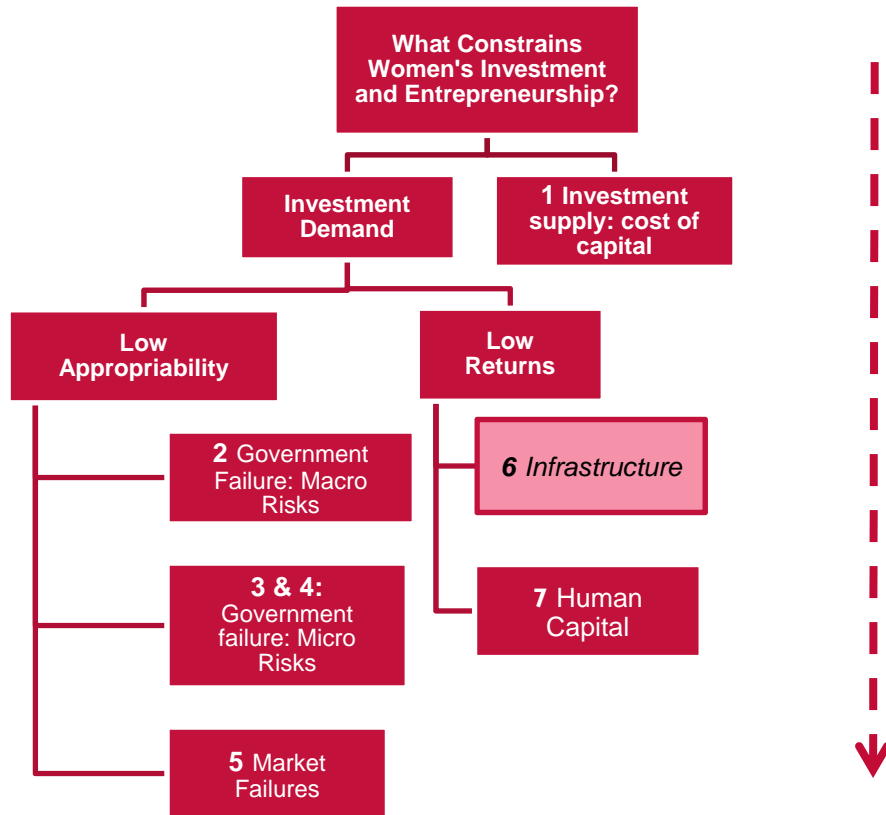 What Constrains
Women's Investment
and Entrepreneurship?
Investment
Demand
1 Investment
supply: cost of
capital
Low
Appropriability
Low
Returns
2 Government
Failure: Macro
Risks
6 Infrastructure
3 & 4:
Government
failure: Micro
Risks
7 Human
Capital
5 Market
Failures